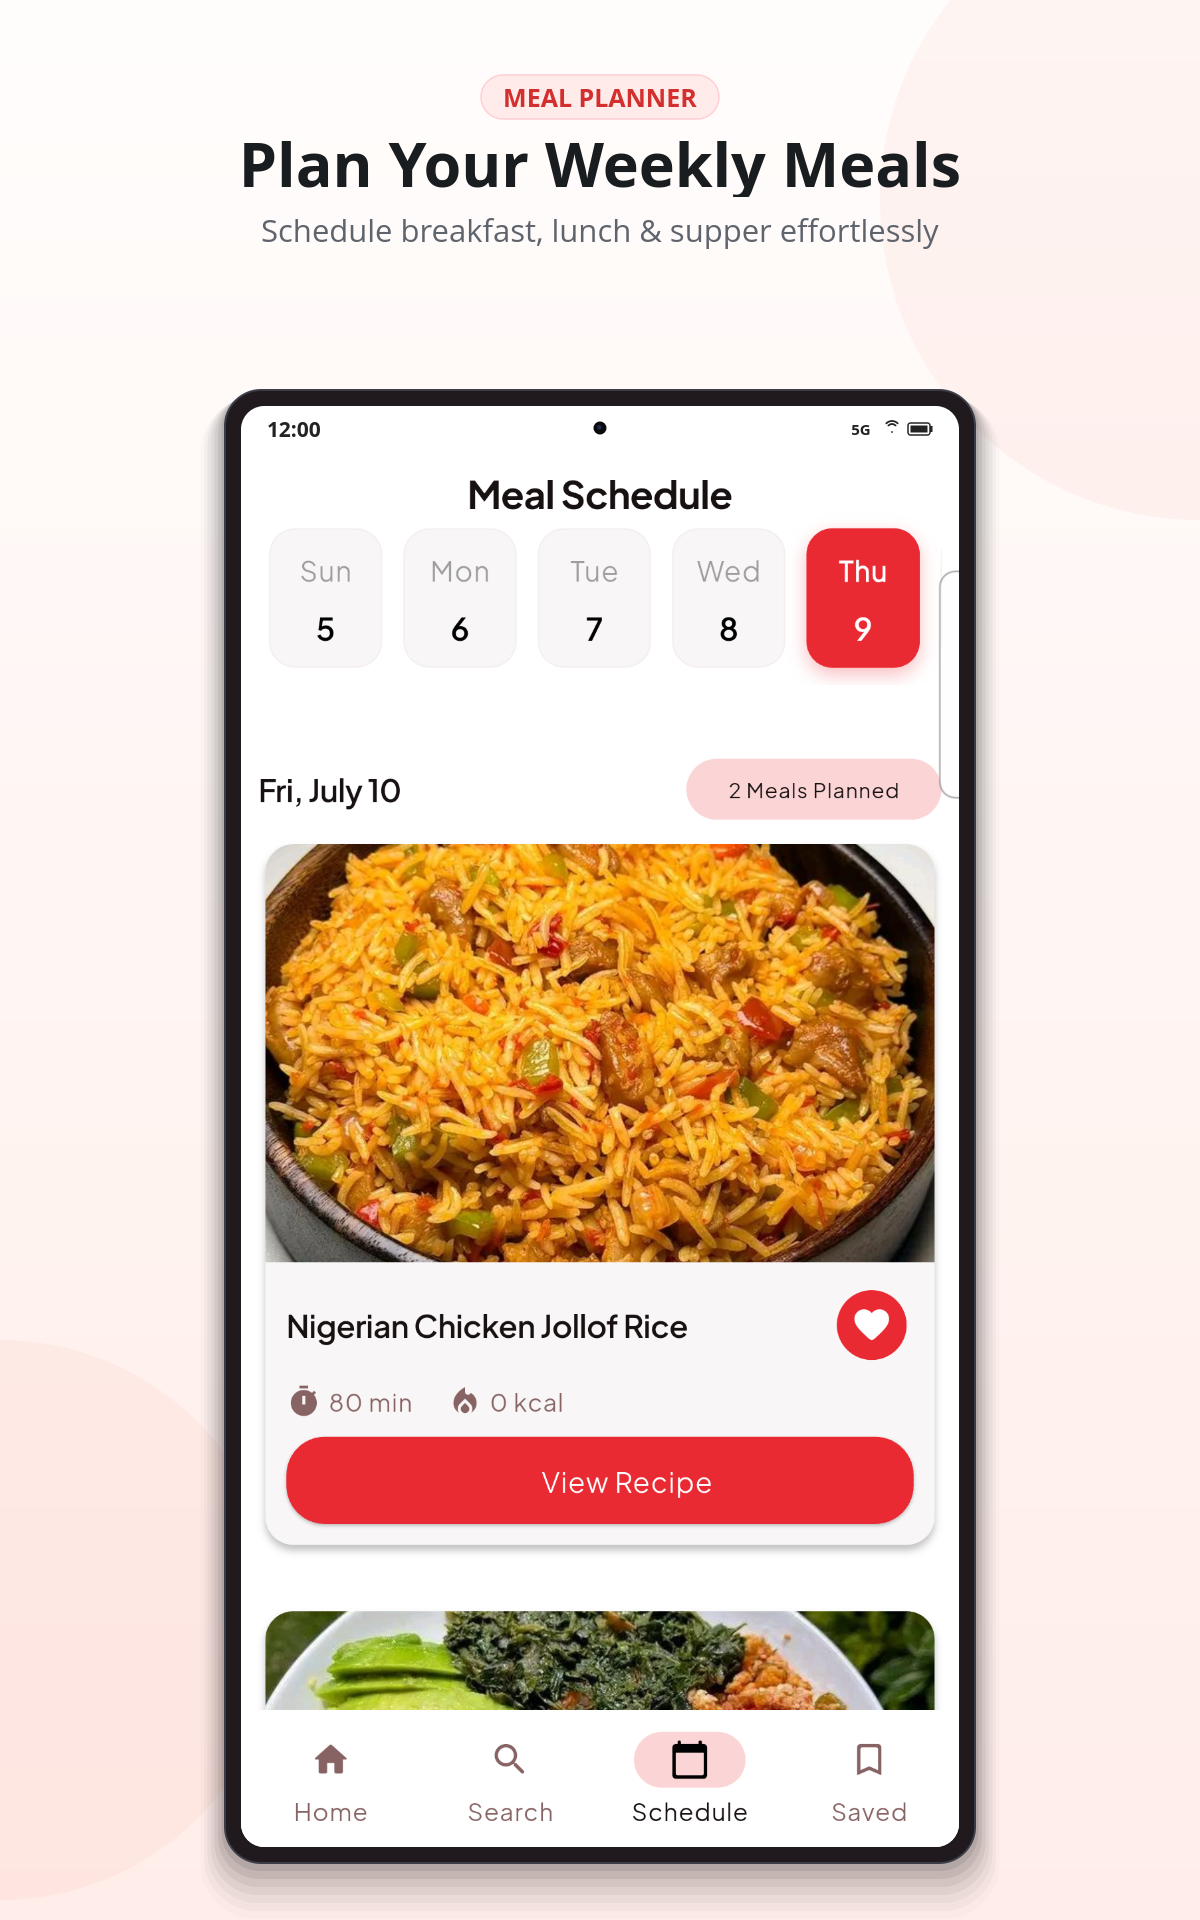 MEAL PLANNER
Plan Your Weekly Meals
Schedule breakfast, lunch & supper effortlessly
12:00
5G
Meal Schedule
Sun Mon Tue Wed Thu
5 6 7 8 9
Fri, July 10
2 Meals Planned
Nigerian Chicken Jollof Rice
80 min 0 kcal
View Recipe
Home Search Schedule Saved